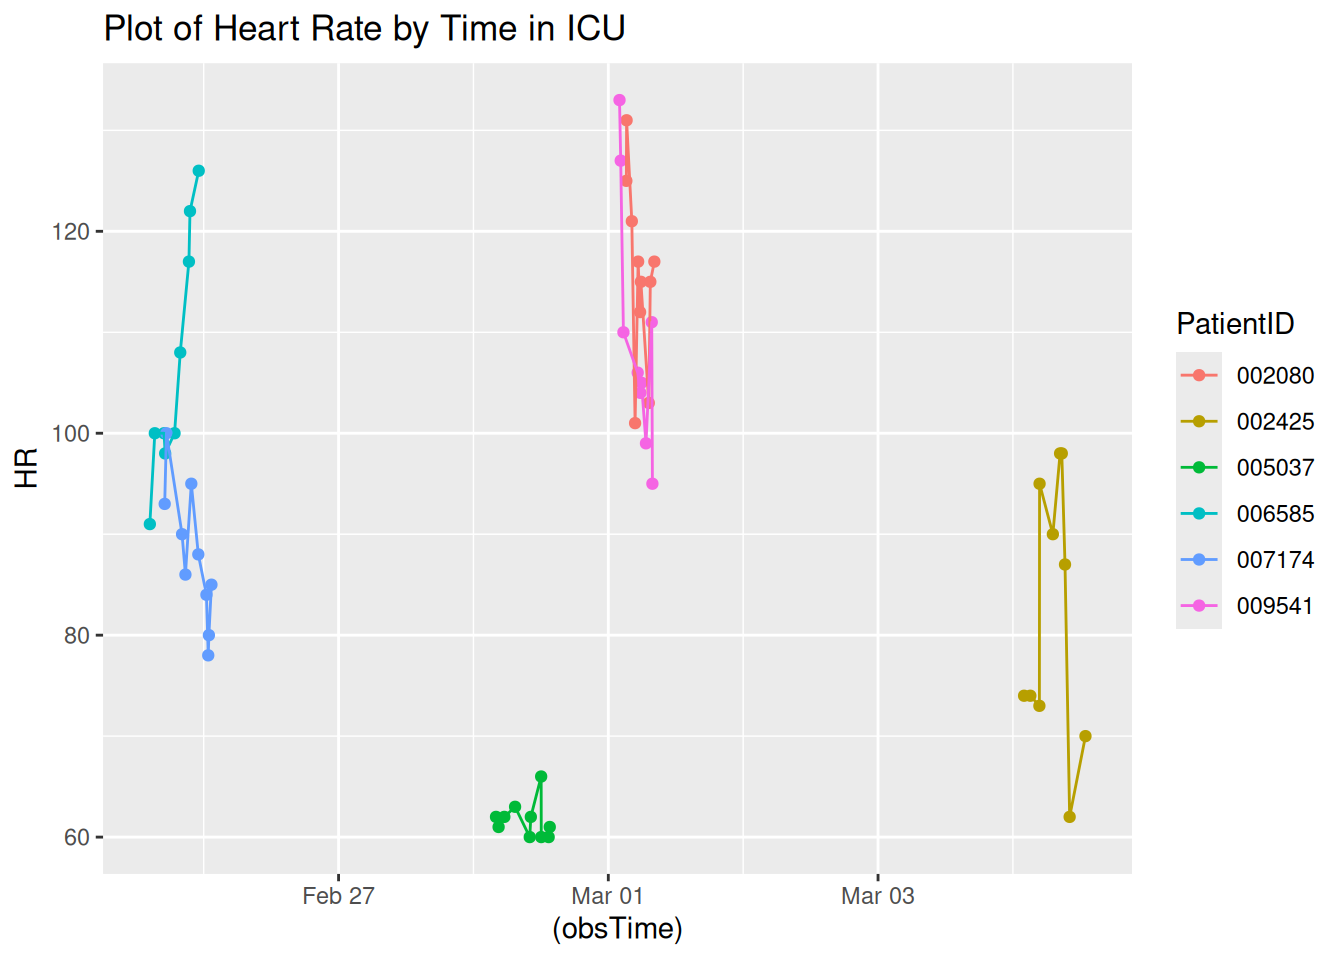 Plot of Heart Rate by Time in ICU
HR
120
100
80
60
Feb 27
Mar 01
Mar 03
(obsTime)
PatientID
002080
002425
005037
006585
007174
009541